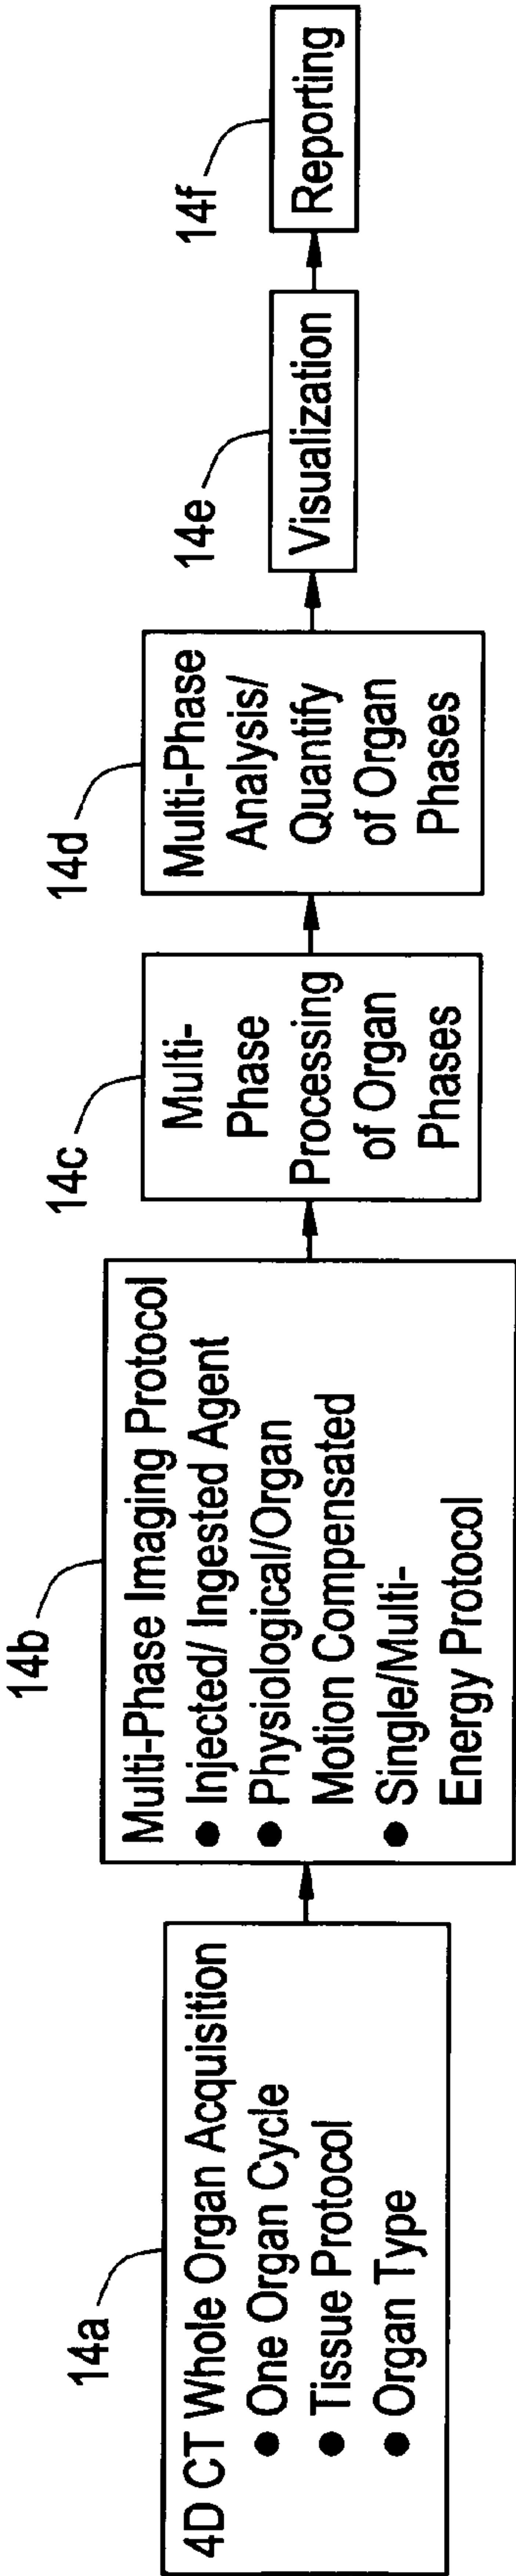 14a
4D CT Whole Organ Acquisition
● One Organ Cycle
● Tissue Protocol
● Organ Type
14b
Multi-Phase Imaging Protocol
● Injected/ Ingested Agent
● Physiological/Organ
Motion Compensated
● Single/Multi-
Energy Protocol
14c
Multi-
Phase
Processing
of Organ
Phases
14d
Multi-Phase
Analysis/
Quantify
of Organ
Phases
14e
Visualization
14f
Reporting